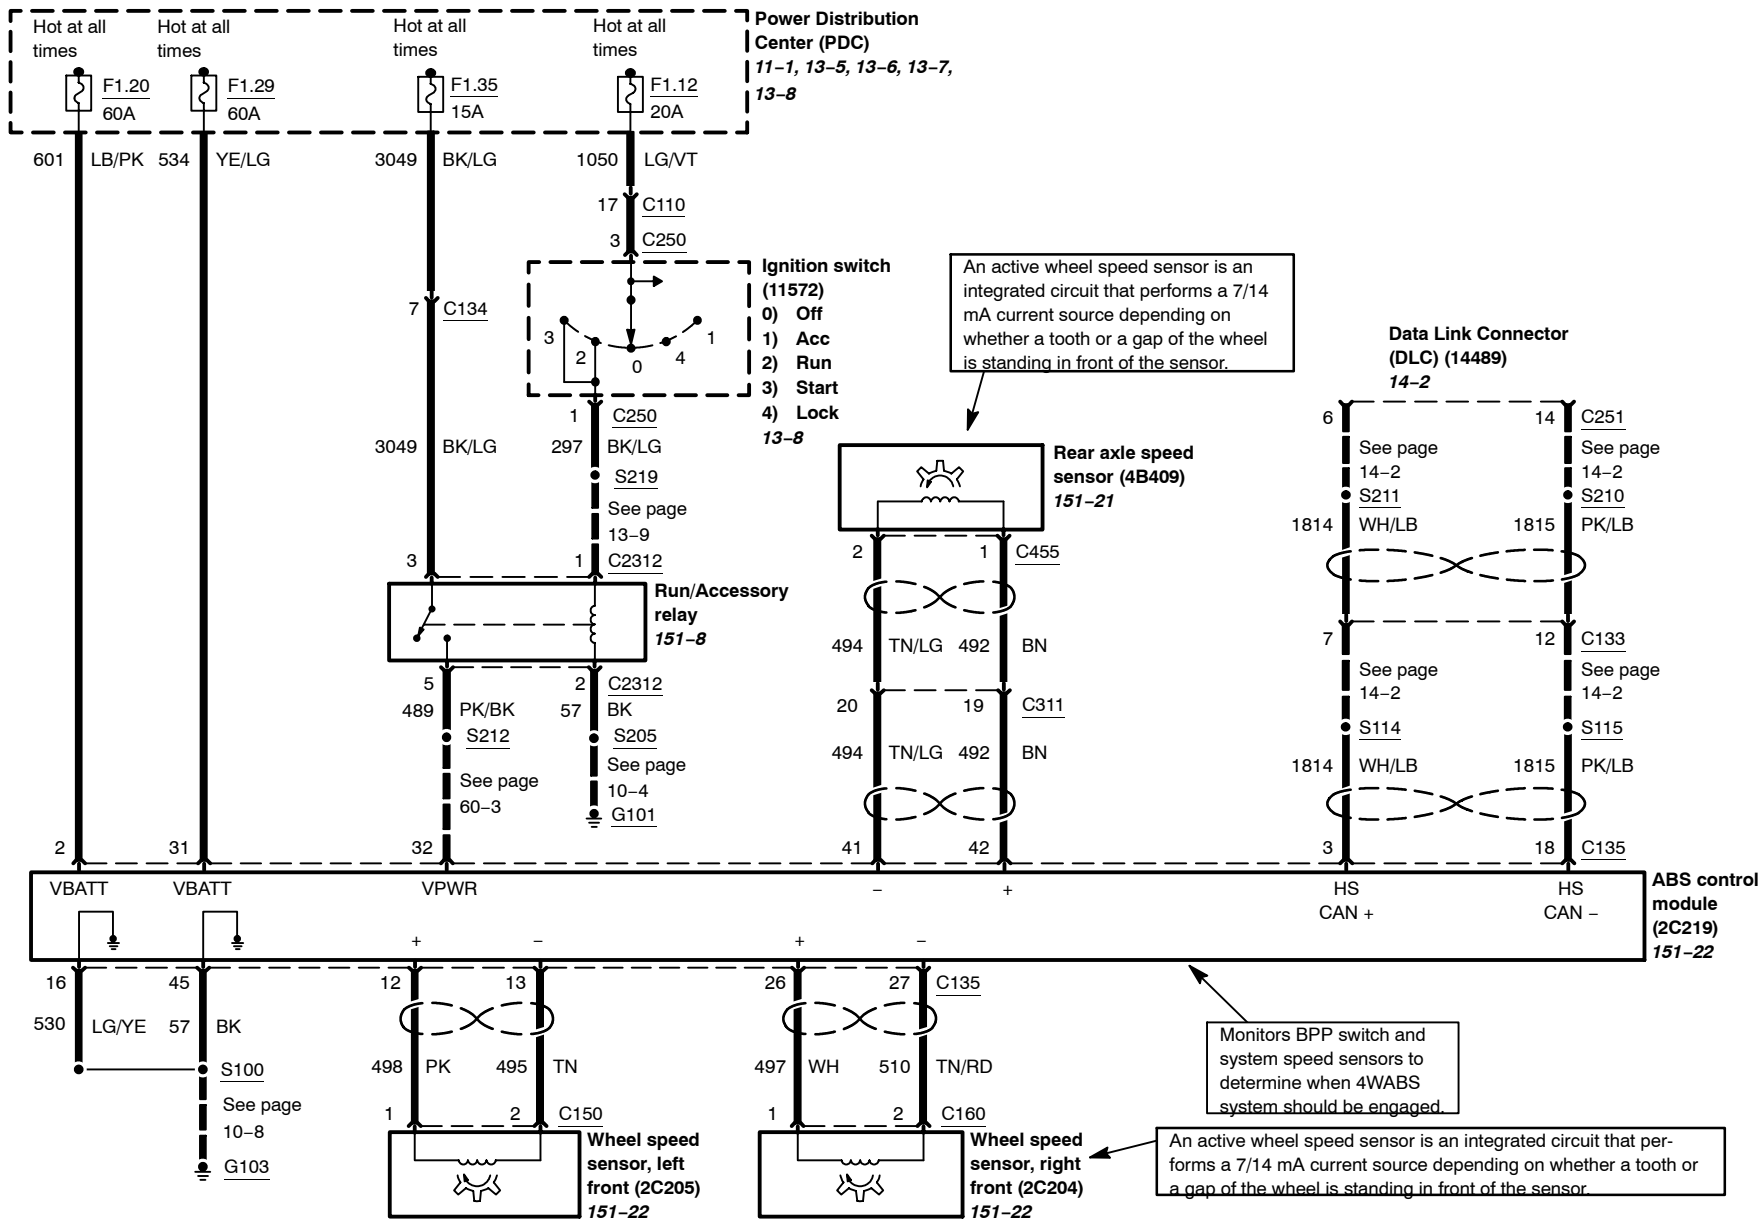 Hot at all
times
Hot at all
times
Hot at all
times
Hot at all
times
Power Distribution
Center (PDC)
11−1, 13−5, 13−6, 13−7,
13−8
F1.20
60A
F1.29
60A
F1.35
15A
F1.12
20A
601 LB/PK 534 YE/LG 3049 BK/LG 1050 LG/VT
17 C110
3 C250
Ignition switch
(11572)
0) Off
1) Acc
2) Run
3) Start
4) Lock
13−8
3 2 0 4 1
7 C134
An active wheel speed sensor is an
integrated circuit that performs a 7/14
mA current source depending on
whether a tooth or a gap of the wheel
is standing in front of the sensor.
Data Link Connector
(DLC) (14489)
14−2
1 C250
3049 BK/LG 297 BK/LG
S219
See page
13−9
3 1 C2312
Rear axle speed
sensor (4B409)
151−21
6 14 C251
See page
14−2
See page
14−2
S211 S210
1814 WH/LB 1815 PK/LB
2 1 C455
Run/Accessory
relay
151−8
494 TN/LG 492 BN
7 12 C133
See page
14−2
See page
14−2
5 2 C2312
489 PK/BK 57 BK
S212 S205
See page
60−3
See page
10−4
G101
20 19 C311
494 TN/LG 492 BN
S114 S115
1814 WH/LB 1815 PK/LB
2 31 32 41 42 3 18 C135
VBATT VBATT VPWR − + HS
CAN + HS
CAN −
ABS control
module
(2C219)
151−22
+ − + −
16 45 12 13 26 27 C135
530 LG/YE 57 BK
S100
See page
10−8
G103
498 PK 495 TN 497 WH 510 TN/RD
Monitors BPP switch and
system speed sensors to
determine when 4WABS
system should be engaged.
1 2 C150 1 2 C160
Wheel speed
sensor, left
front (2C205)
151−22
Wheel speed
sensor, right
front (2C204)
151−22
An active wheel speed sensor is an integrated circuit that per-
forms a 7/14 mA current source depending on whether a tooth or
a gap of the wheel is standing in front of the sensor.